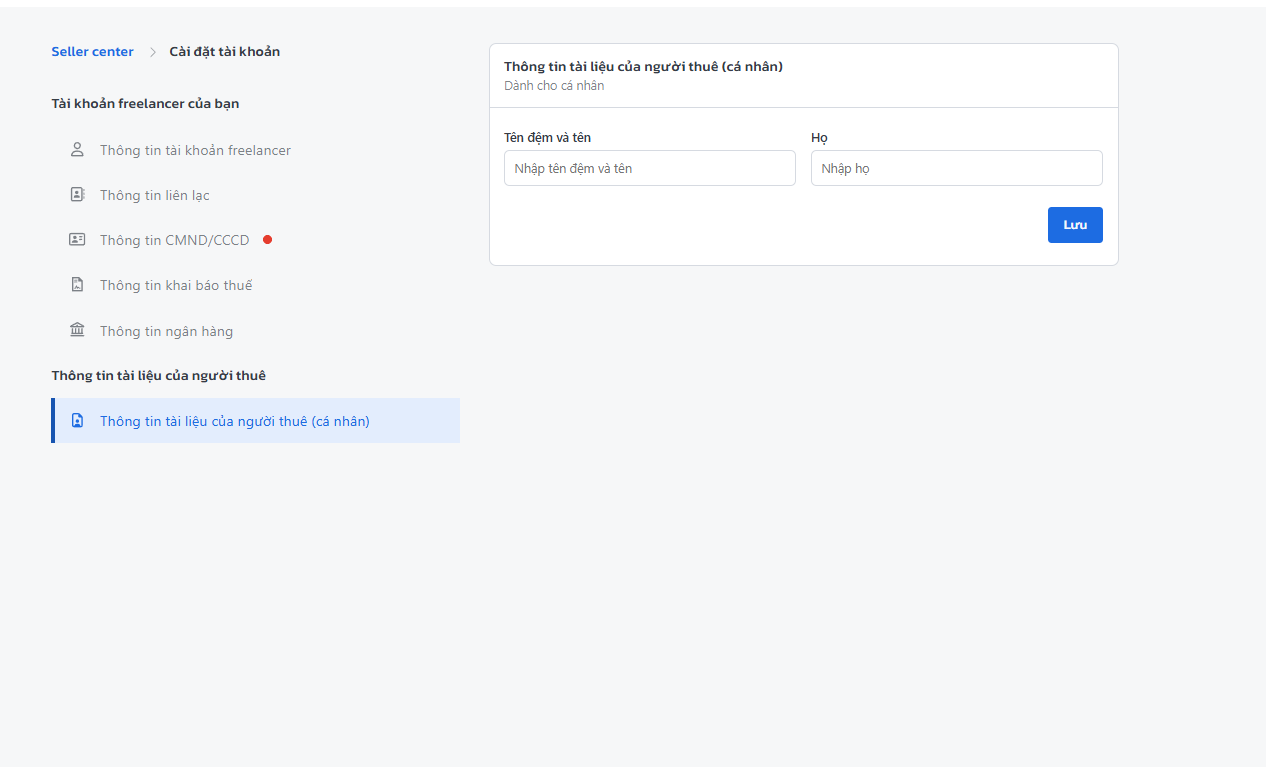 Seller center > Cài đặt tài khoản
Tài khoản freelancer của bạn
Thông tin tài khoản freelancer
Thông tin liên lạc
Thông tin CMND/CCCD
Thông tin khai báo thuế
Thông tin ngân hàng
Thông tin tài liệu của người thuê
Thông tin tài liệu của người thuê (cá nhân)
Thông tin tài liệu của người thuê (cá nhân)
Dành cho cá nhân
Tên đệm và tên
Nhập tên đệm và tên
Họ
Nhập họ
Lưu